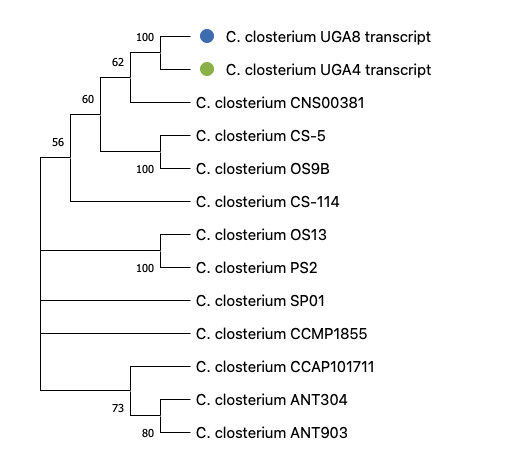 100
C. closterium UGA8 transcript
62
C. closterium UGA4 transcript
60
C. closterium CNS00381
C. closterium CS-5
56
100
C. closterium OS9B
C. closterium CS-114
C. closterium OS13
100
C. closterium PS2
C. closterium SP01
C. closterium CCMP1855
C. closterium CCAP101711
C. closterium ANT304
73
80
C. closterium ANT903